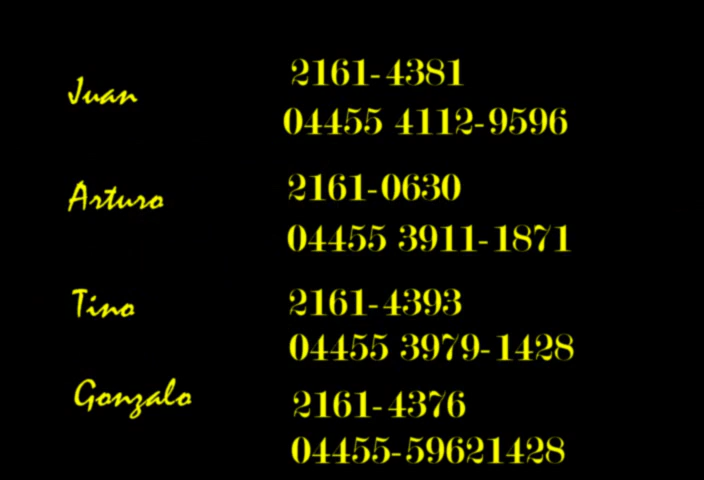 Juan 2161-4381
04455 4112-9596
Arturo 2161-0630
04455 3911-1871
Tino 2161-4393
04455 3979-1428
Gonzalo 2161-4376
04455-59621428